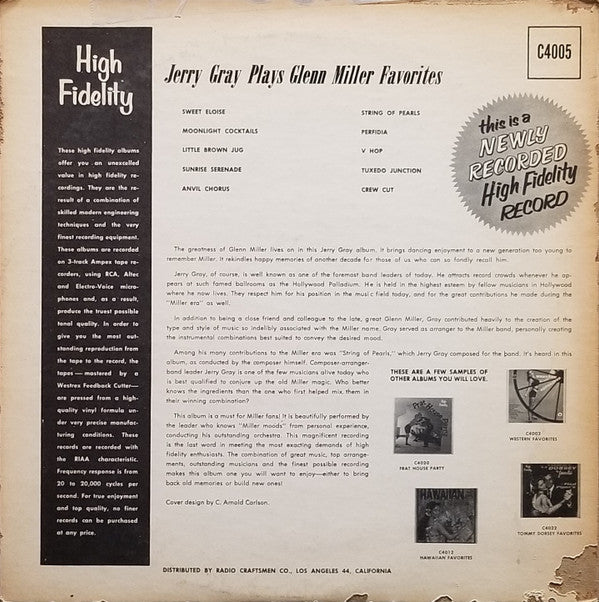 High
Fidelity
These high fidelity albums
offer you an unexcelled
value in high fidelity re-
cordings. They are the re-
result of a combination of
skilled modern engineering
techniques and the very
finest recording equipment.
These albums are recorded
on 3-track Ampex tape re-
corders, using RCA, Altec
and Electro-Voice micro-
phones and, as a result,
produce the truest possible
tonal quality. In order to
give you the most out-
standing reproduction from
the tape to the record, the
tapes — mastered by a
Westrex Feedback Cutter—
are pressed from a high-
quality vinyl formula un-
der very precise manufac-
turing conditions. These
records are recorded with
the RIAA characteristic.
Frequency response is from
20 to 20,000 cycles per
second. For true enjoyment
and top quality, no finer
records can be purchased
at any price.
C4005
Jerry Gray Plays Glenn Miller Favorites
SWEET ELOISE
MOONLIGHT COCKTAILS
LITTLE BROWN JUG
SUNRISE SERENADE
ANVIL CHORUS
STRING OF PEARLS
PERFIDIA
V HOP
TUXEDO JUNCTION
CREW CUT
this is a
NEWLY
RECORDED
High Fidelity
RECORD
The greatness of Glenn Miller lives on in this Jerry Gray album. It brings dancing enjoyment to a new generation too young to
remember Miller. It rekindles happy memories of another decade for those of us who can so fondly recall him.
Jerry Gray, of course, is well known as one of the foremost band leaders of today. He attracts record crowds whenever he ap-
pears at such famed ballrooms as the Hollywood Palladium. He is held in the highest esteem by fellow musicians in Hollywood
where he now lives. They respect him for his position in the music field today, and for the great contributions he made during the
"Miller era" as well.
In addition to being a close friend and colleague to the late, great Glenn Miller, Gray contributed heavily to the creation of the
type and style of music so indelibly associated with the Miller name. Gray served as arranger to the Miller band, personally creating
the instrumental combinations best suited to convey the desired mood.
Among his many contributions to the Miller era was "String of Pearls," which Jerry Gray composed for the band. It's heard in this
album, as conducted by the composer himself. Composer-arranger-
band leader Jerry Gray is one of the few musicians alive today who
is best qualified to conjure up the old Miller magic. Who better
knows the ingredients than the one who first helped mix them in
their winning combination?
This album is a must for Miller fans! It is beautifully performed by
the leader who knows "Miller moods" from personal experience,
conducting his outstanding orchestra. This magnificent recording
is the last word in meeting the most exacting demands of high
fidelity enthusiasts. The combination of great music, top arrange-
ments, outstanding musicians and the finest possible recording
makes this album one you will want to enjoy—either to bring
back old memories or build new ones!
Cover design by C. Arnold Carlson.
THESE ARE A FEW SAMPLES OF
OTHER ALBUMS YOU WILL LOVE.
C4020
FRAT HOUSE PARTY
C4003
WESTERN FAVORITES
HAWAIIAN
C4012
HAWAIIAN FAVORITES
DORSEY
C4022
TOMMY DORSEY FAVORITES
DISTRIBUTED BY RADIO CRAFTSMEN CO., LOS ANGELES 44, CALIFORNIA